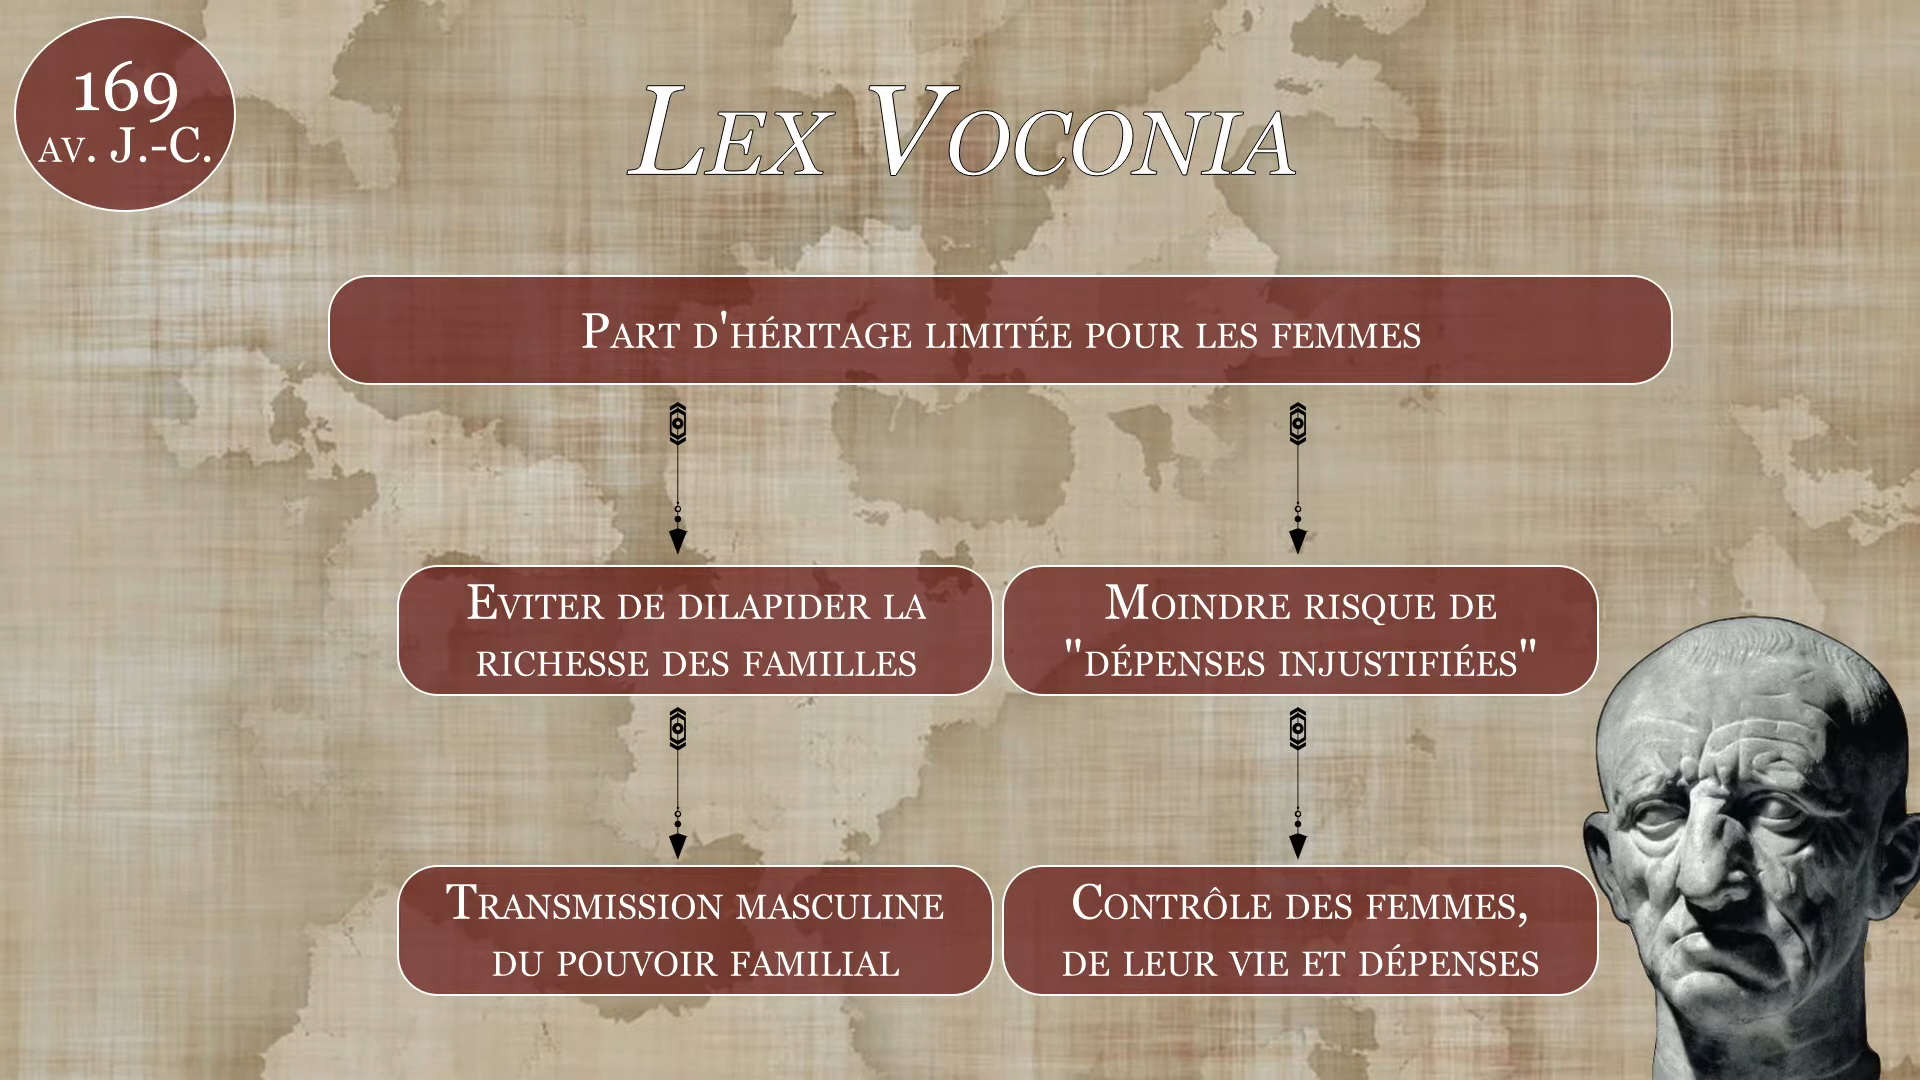 169
av. J.-C.
Lex Voconia
Part d'héritage limitée pour les femmes
Eviter de dilapider la
richesse des familles
Moindre risque de
"dépenses injustifiées"
Transmission masculine
du pouvoir familial
Contrôle des femmes,
de leur vie et dépenses